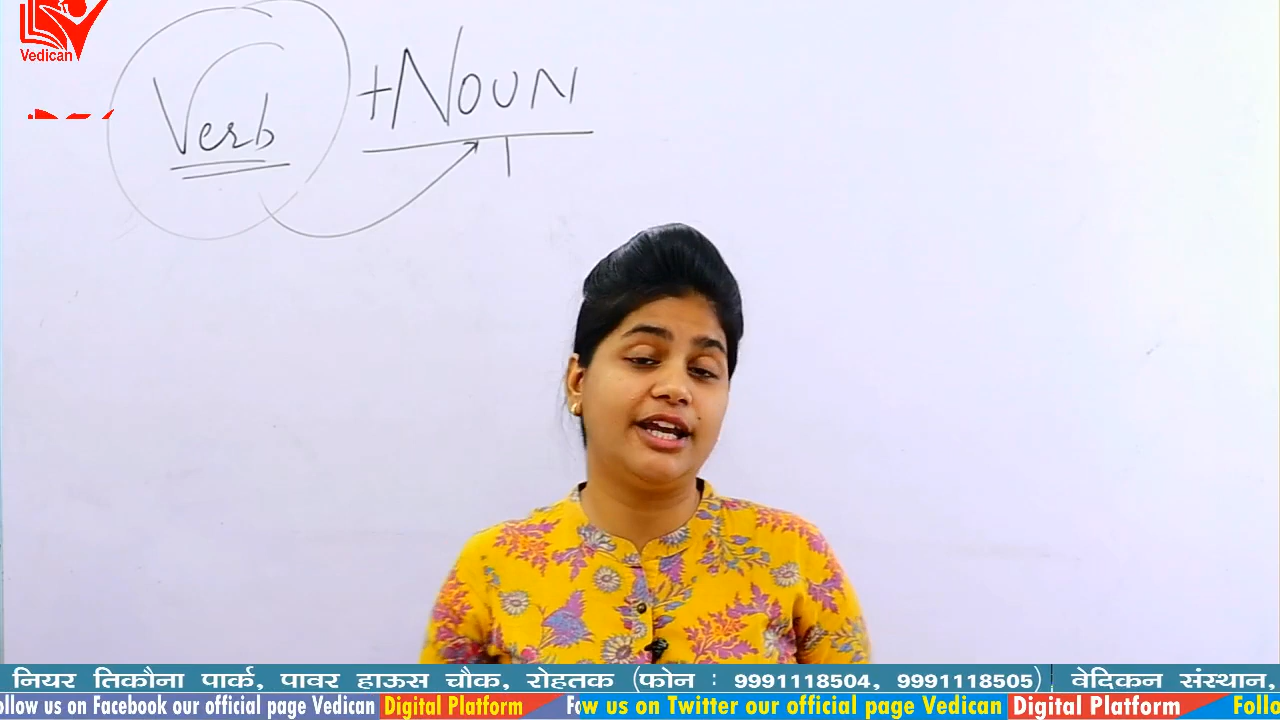 Vedican
Verb + NOUN
नियर तिकौना पार्क, पावर हाऊस चौक, रोहतक (फोन : 9991118504, 9991118505) वेदिकन संस्थान,
ollow us on Facebook our official page Vedican Digital Platform Fo w us on Twitter our official page Vedican Digital Platform Follo